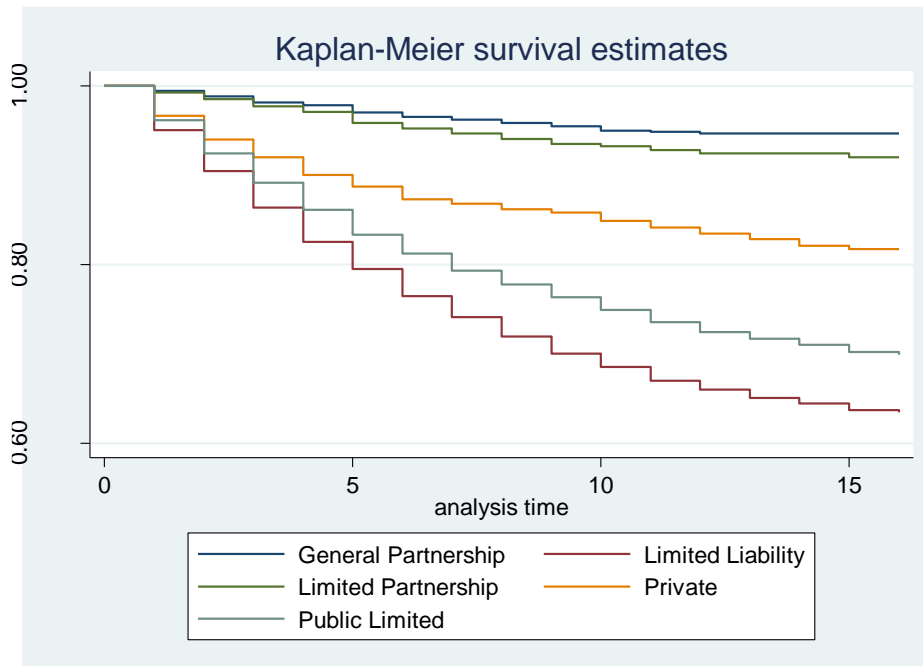 Kaplan-Meier survival estimates
1.00
0.80
0.60
0 5 10 15
analysis time
General Partnership Limited Liability
Limited Partnership Private
Public Limited